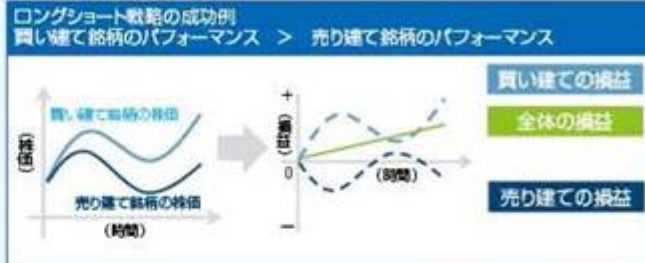 ロングショート戦略の成功例
買い建て銘柄のパフォーマンス > 売り建て銘柄のパフォーマンス
買い建て銘柄の株価
(株価)
売り建て銘柄の株価
(時間)
+
(損益)
0
(時間)
−
買い建ての損益
全体の損益
売り建ての損益